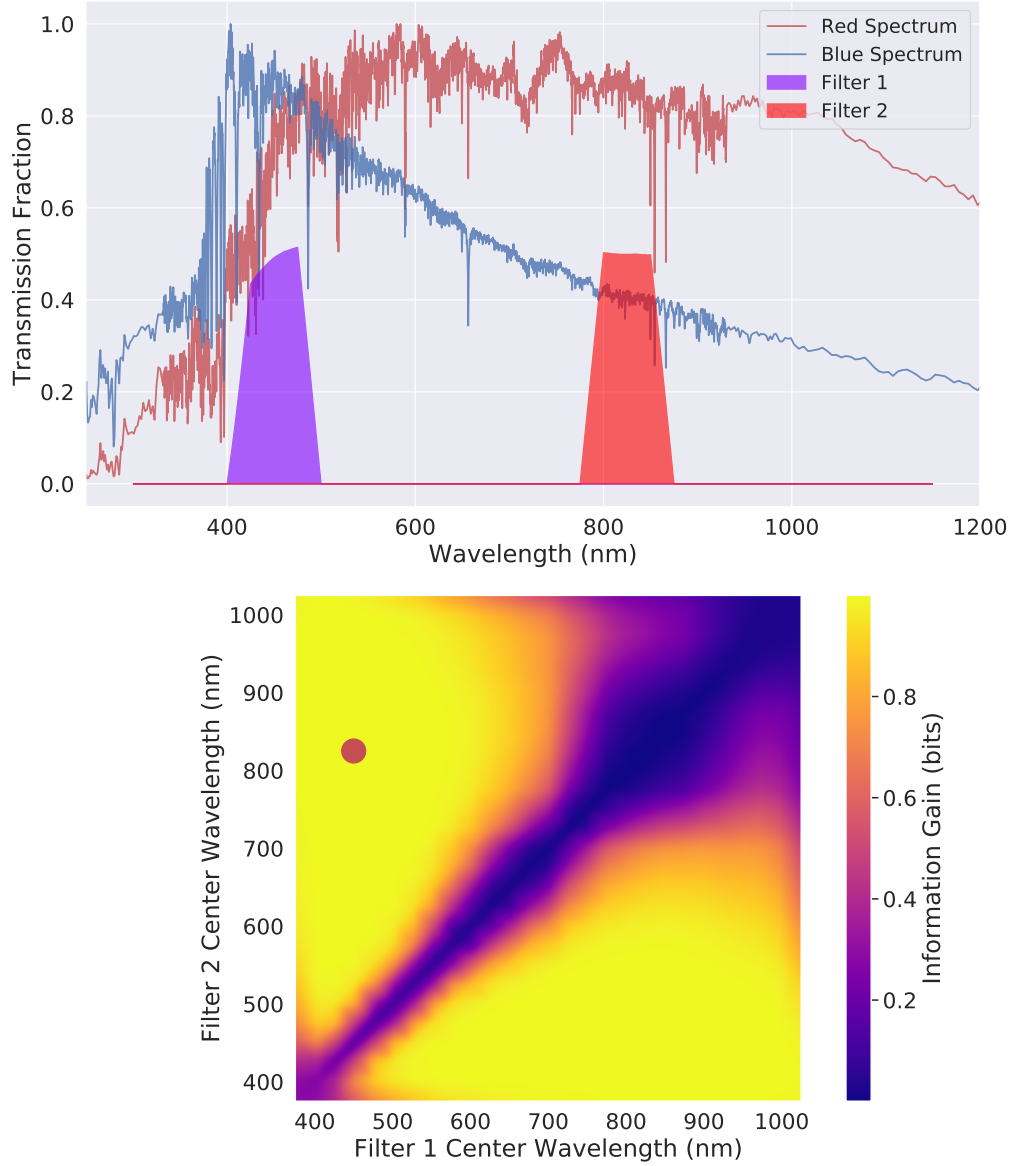 1.0
0.8
0.6
0.4
0.2
0.0
Transmission Fraction
Red Spectrum
Blue Spectrum
Filter 1
Filter 2
400 600 800 1000 1200
Wavelength (nm)
1000
900
800
700
600
500
400
Filter 2 Center Wavelength (nm)
400 500 600 700 800 900 1000
Filter 1 Center Wavelength (nm)
0.8
0.6
0.4
0.2
Information Gain (bits)